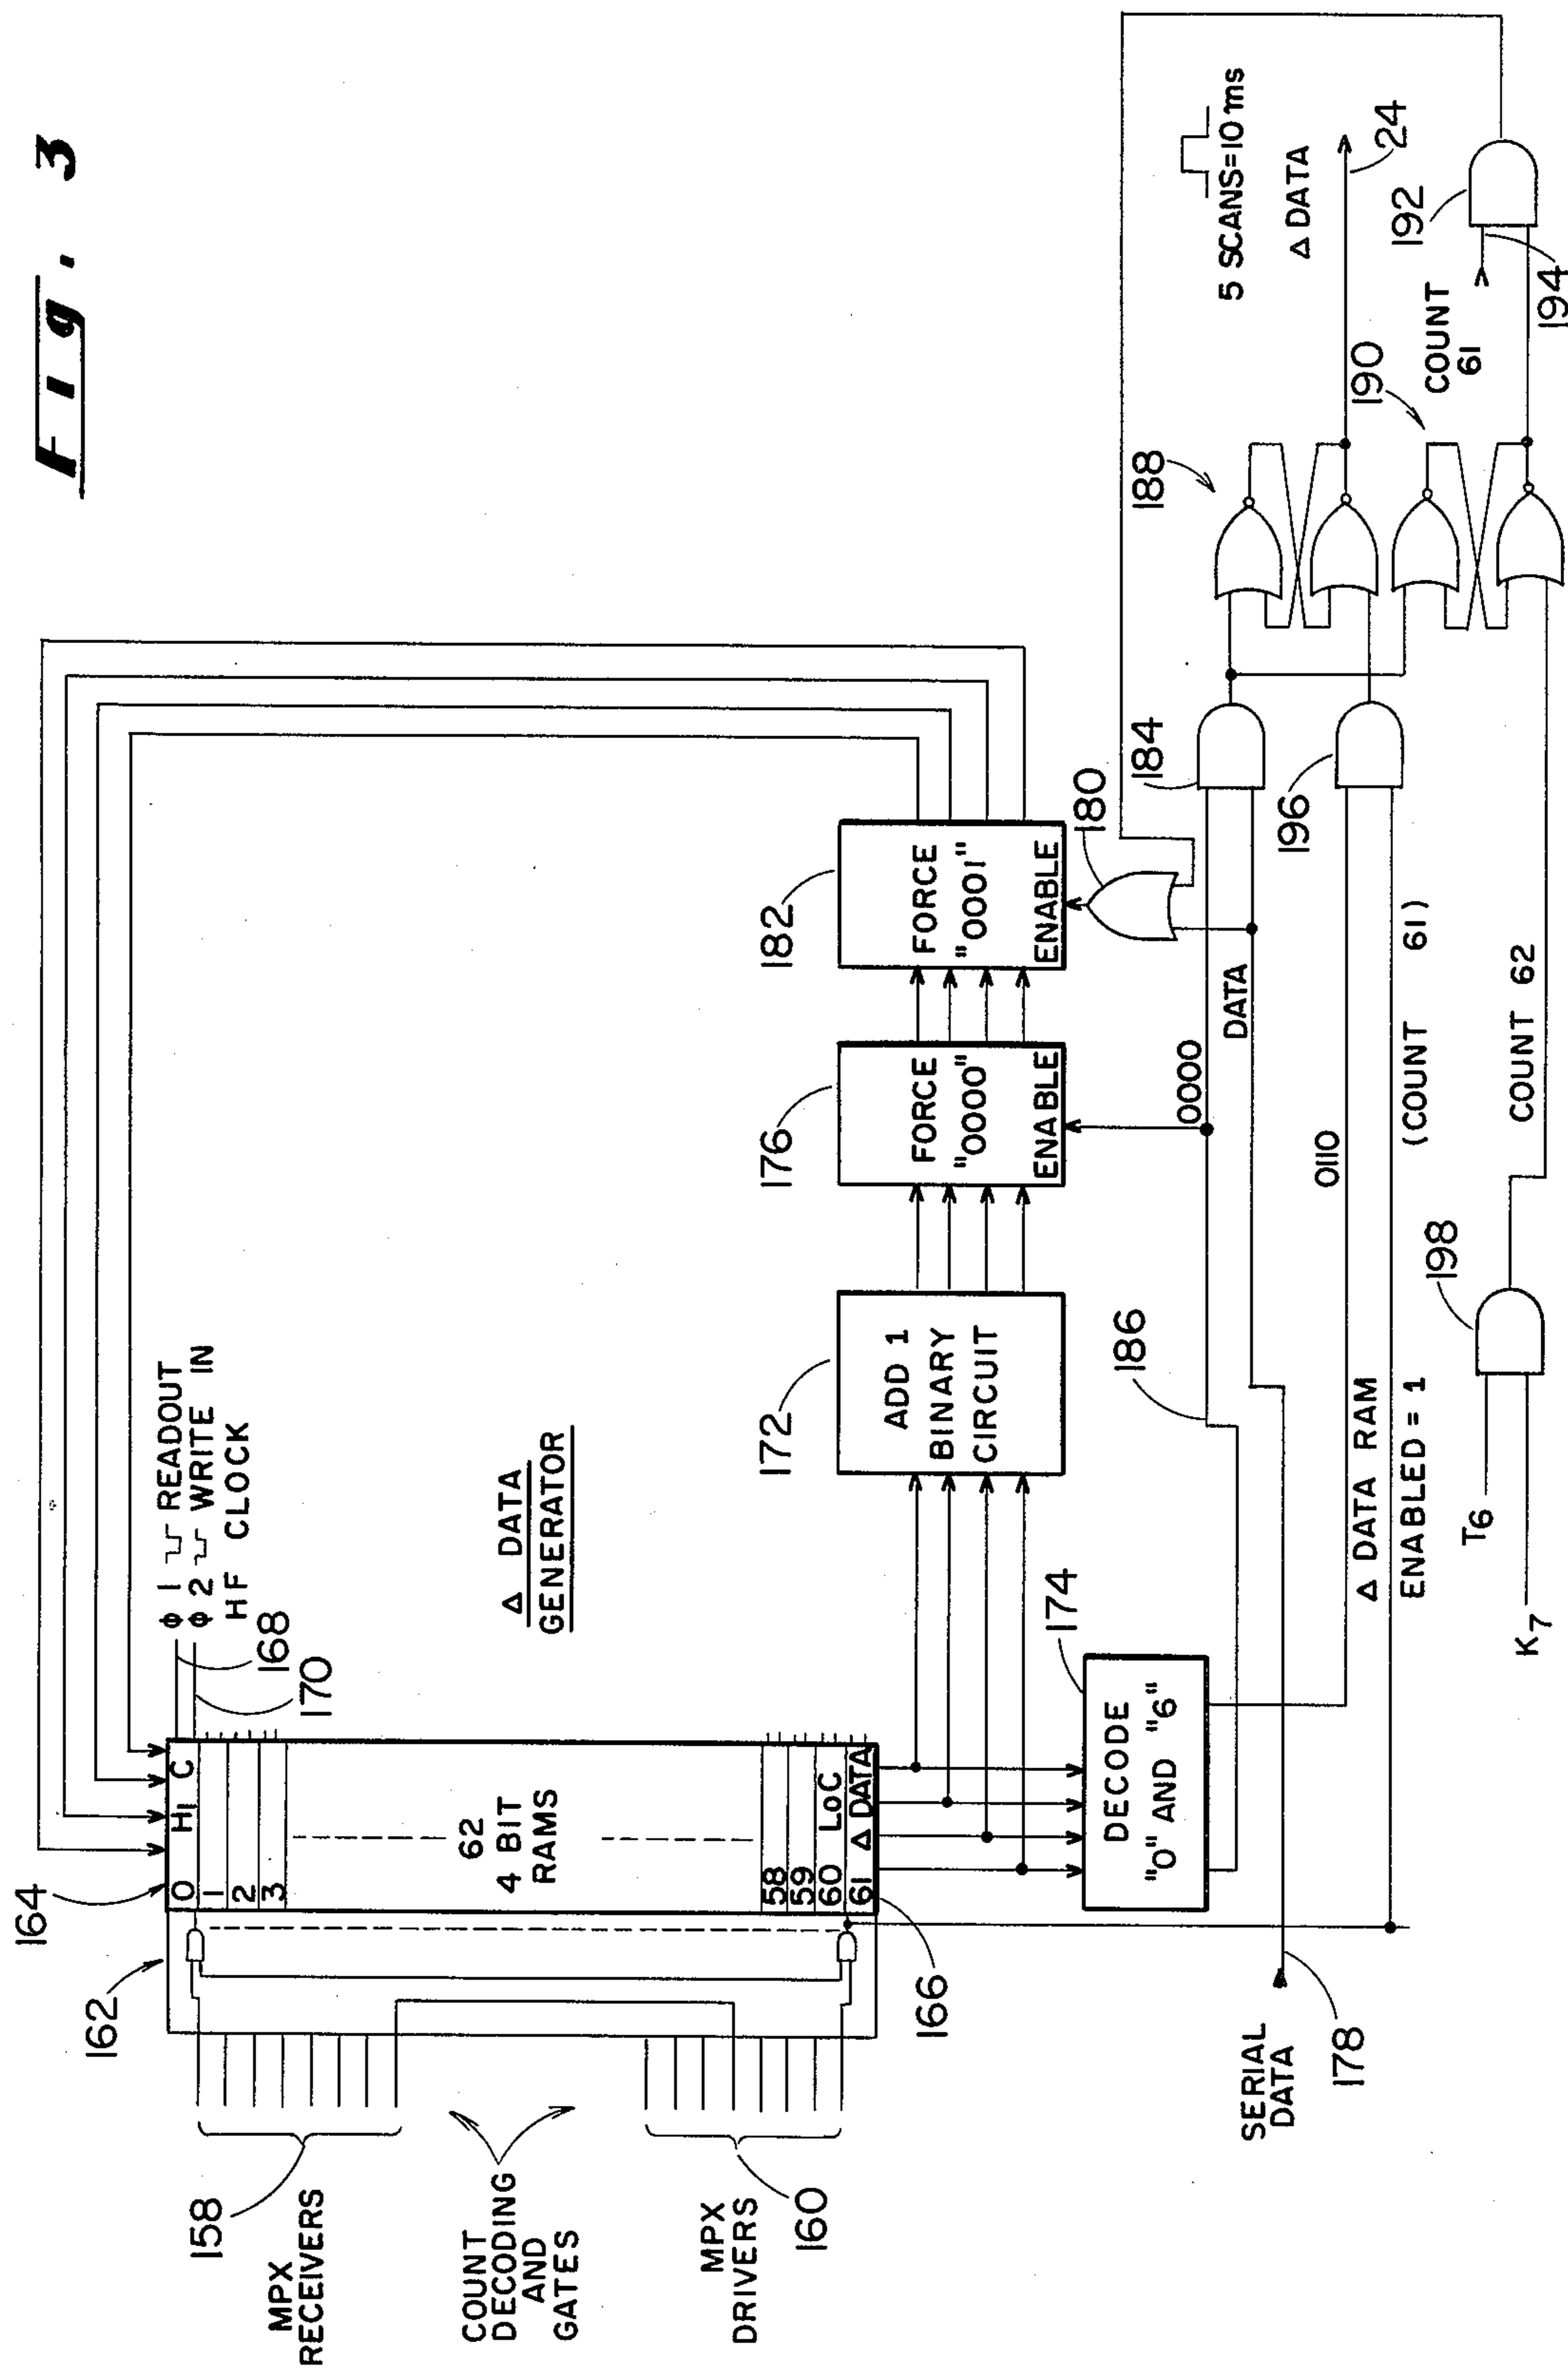 Fig. 3
164
162
158
MPX
RECEIVERS
COUNT
DECODING
AND
GATES
MPX
DRIVERS
160
166
0 HI C
1
2
3
62
4 BIT
RAMS
58
59
60 LoC
61 Δ DATA
ϕ 1 READOUT
ϕ 2 WRITE IN
HF CLOCK
168
170
Δ DATA
GENERATOR
172
ADD 1
BINARY
CIRCUIT
176
FORCE
"0000"
ENABLE
182
FORCE
"0001"
ENABLE
180
174
DECODE
"0" AND "6"
186
0000
DATA
184
188
5 SCANS=10 ms
Δ DATA
24
SERIAL
DATA
178
0110
196
190
Δ DATA RAM
ENABLED = 1
(COUNT 61)
COUNT
61
192
194
T6
K7
198
COUNT 62